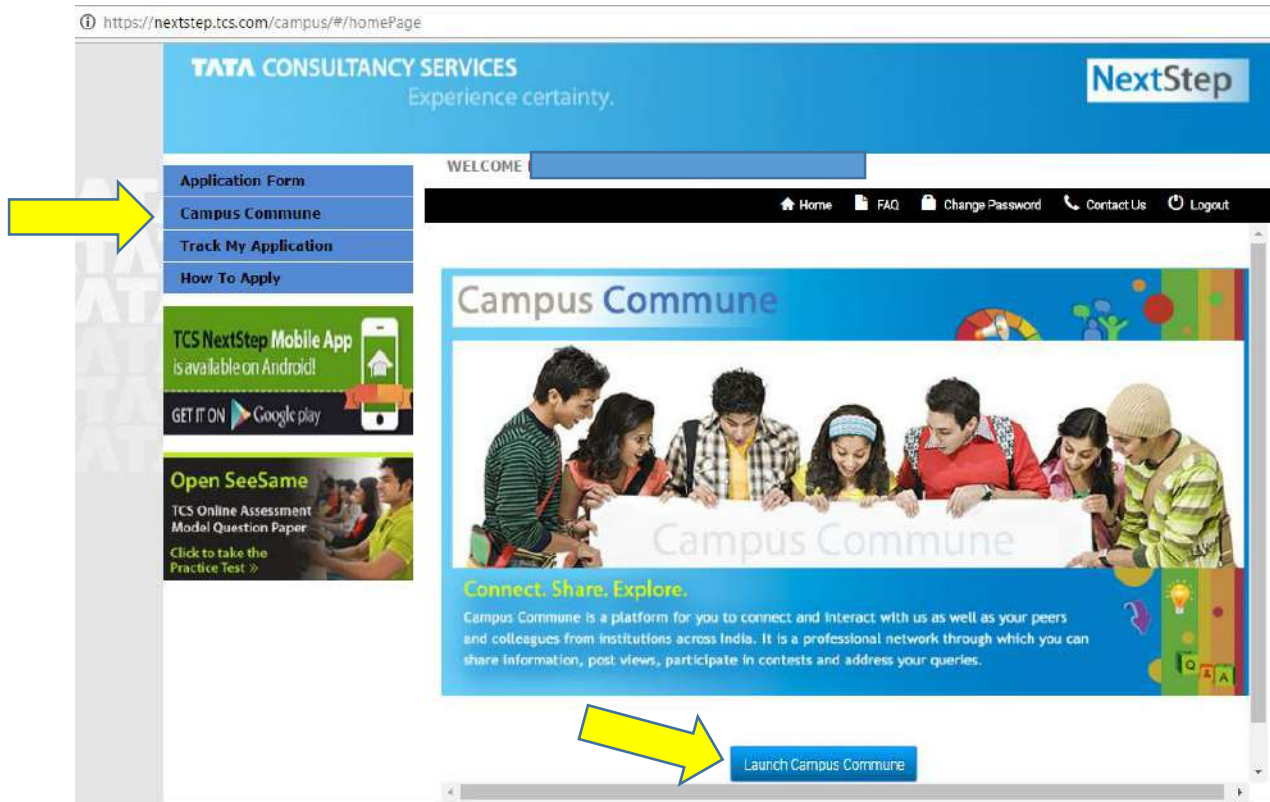 https://nextstep.tcs.com/campus/#/homePage
TATA CONSULTANCY SERVICES
Experience certainty.
NextStep
WELCOME
Application Form
Campus Commune
Track My Application
How To Apply
Home FAQ Change Password Contact Us Logout
TCS NextStep Mobile App
is available on Android!
GET IT ON Google play
Open SeeSame
TCS Online Assessment
Model Question Paper
Click to take the
Practice Test »
Campus Commune
Campus Commune
Connect. Share. Explore.
Campus Commune is a platform for you to connect and interact with us as well as your peers
and colleagues from institutions across India. It is a professional network through which you can
share information, post views, participate in contests and address your queries.
Q & A
Launch Campus Commune